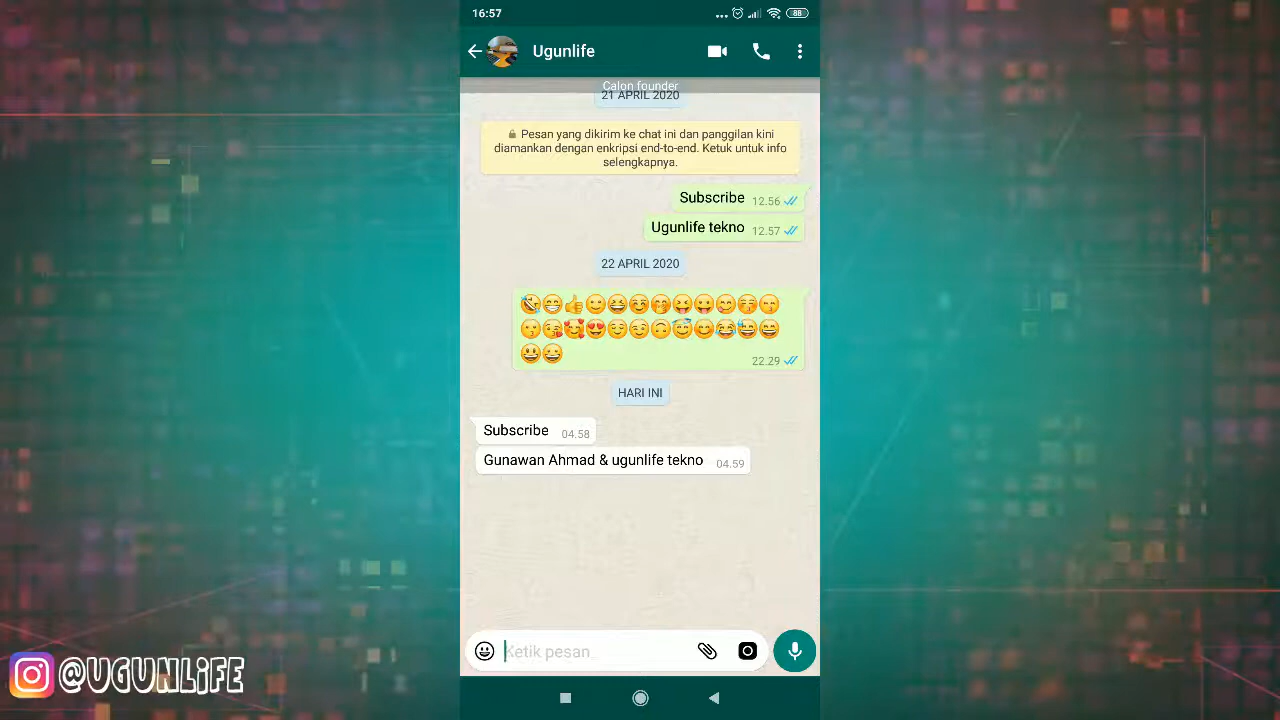 16:57
88
Ugunlife
Calon founder
21 APRIL 2020
Pesan yang dikirim ke chat ini dan panggilan kini
diamankan dengan enkripsi end-to-end. Ketuk untuk info
selengkapnya.
Subscribe 12.56
Ugunlife tekno 12.57
22 APRIL 2020
22.29
HARI INI
Subscribe 04.58
Gunawan Ahmad & ugunlife tekno 04.59
Ketik pesan
@UGUNLIFE